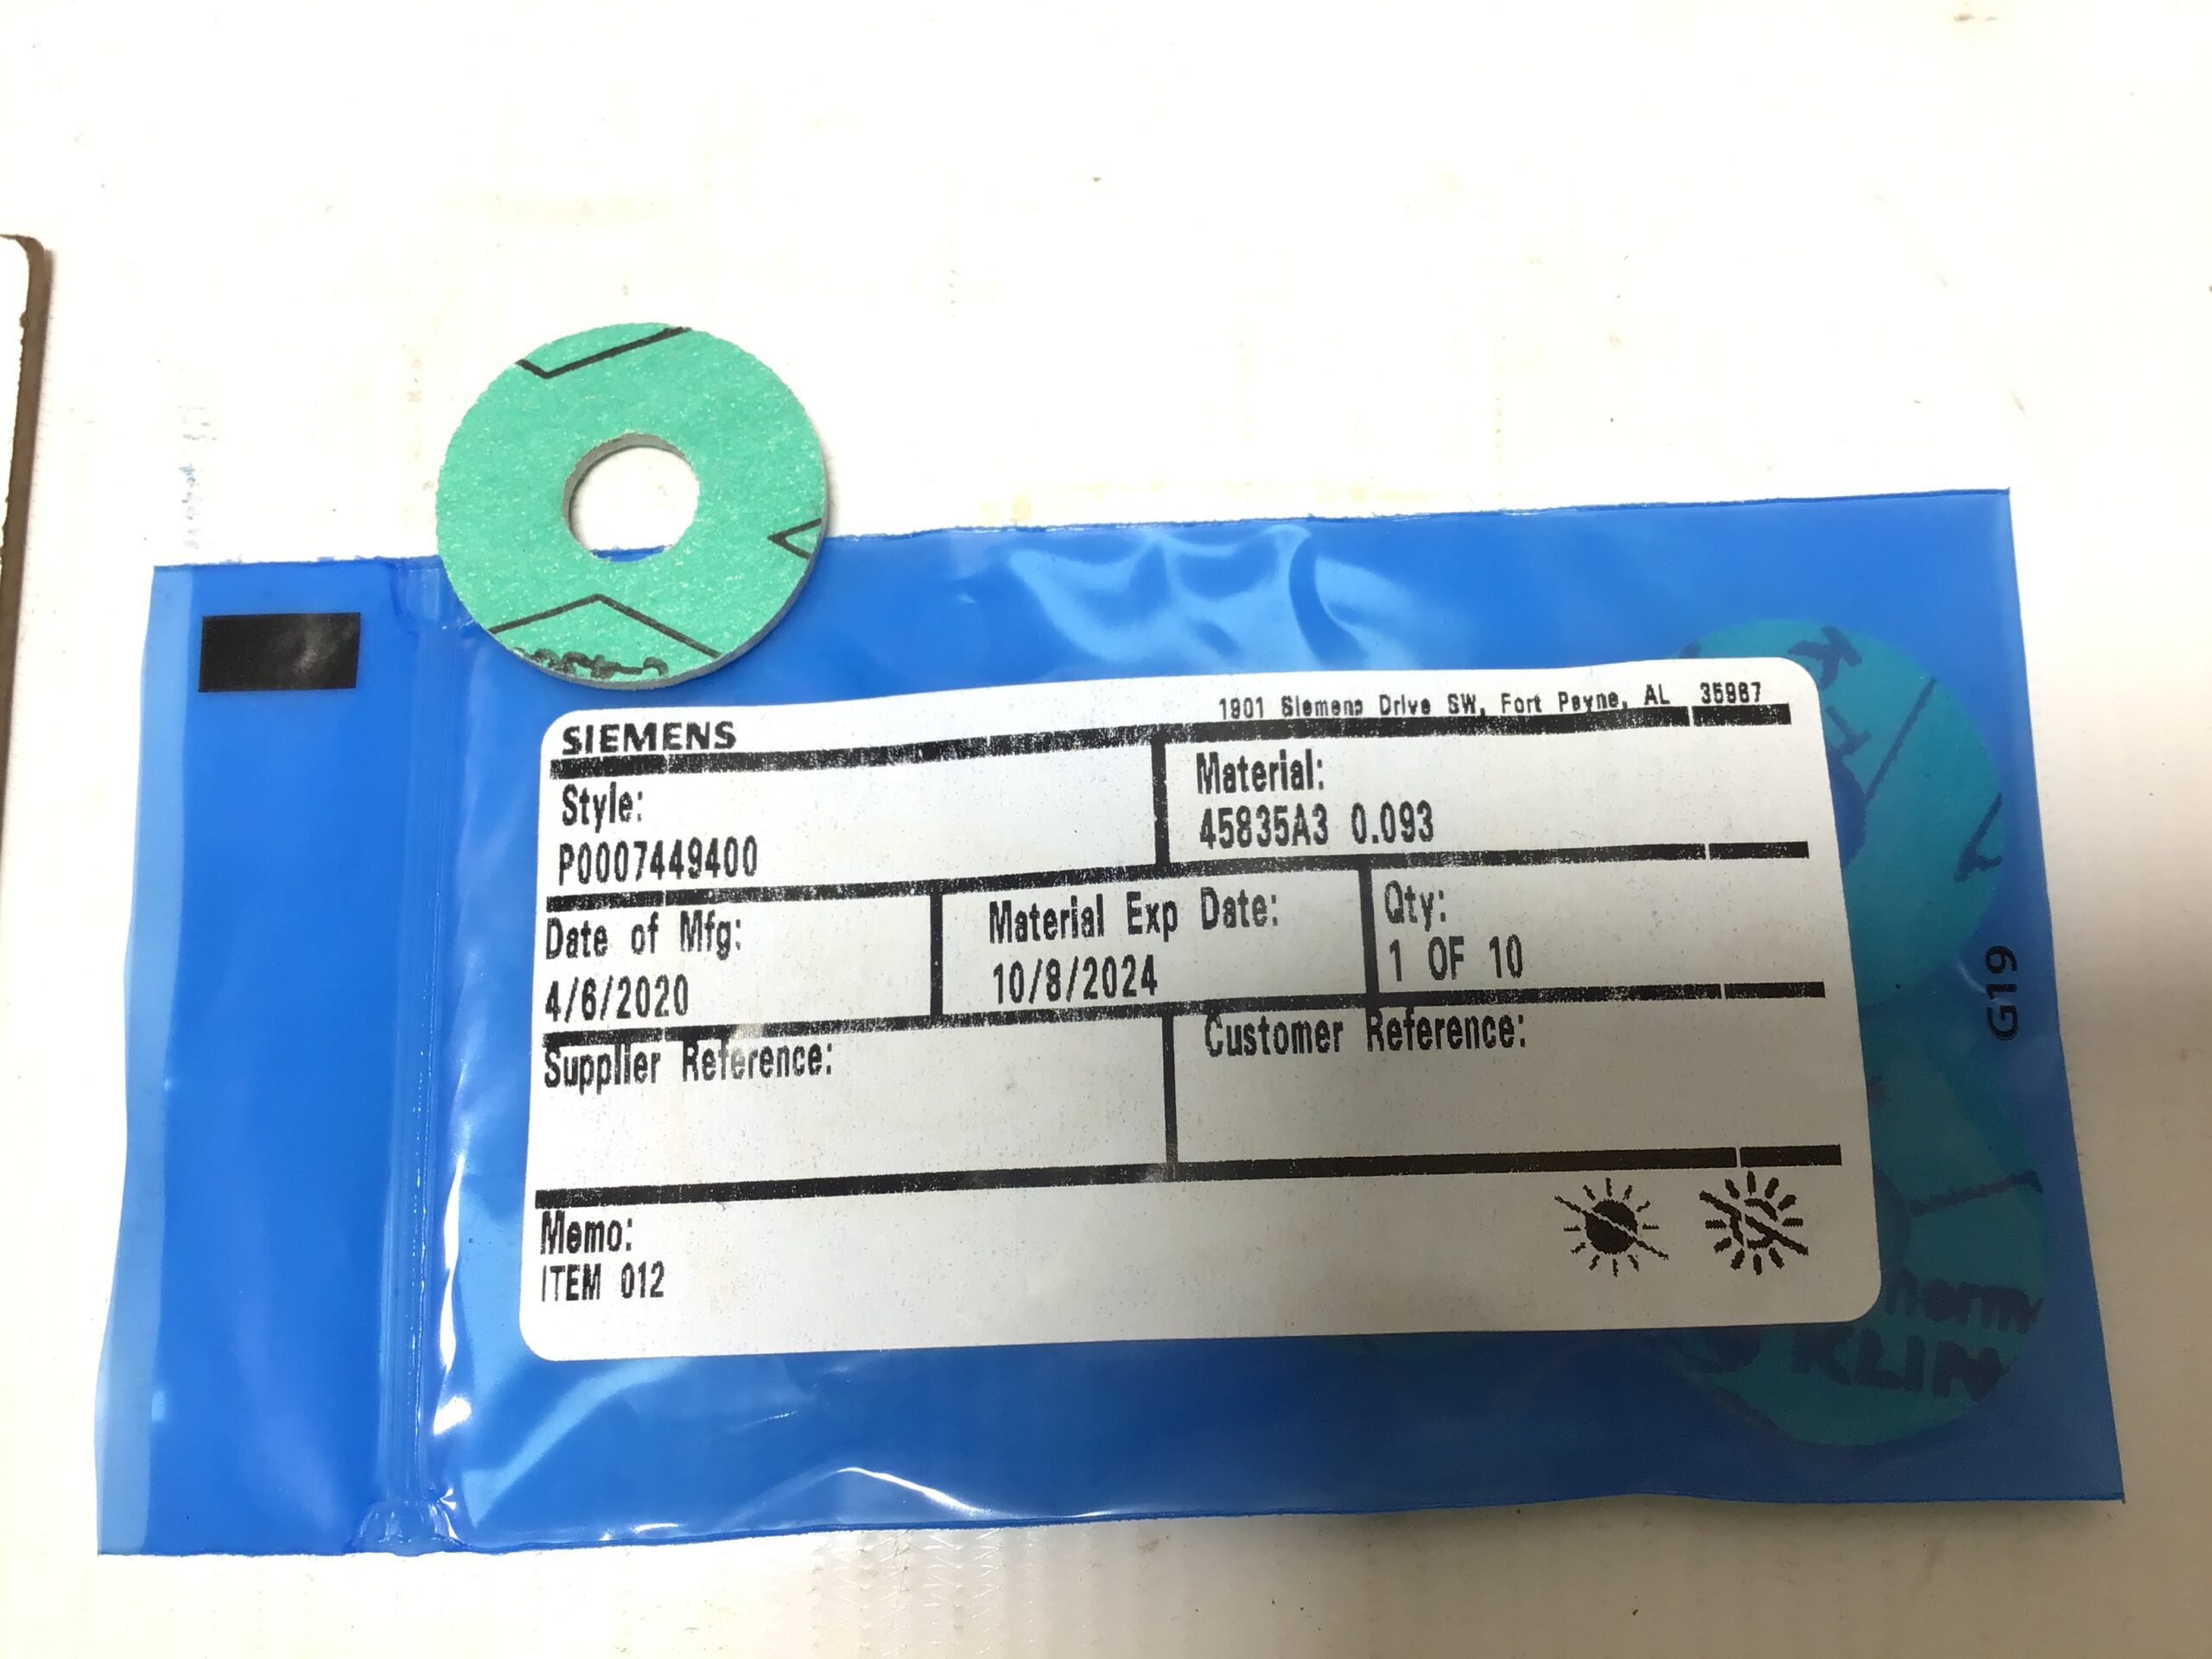 SIEMENS
1901 Siemens Drive SW, Fort Payne, AL 35967
Style:
P0007449400
Material:
45835A3 0.093
Date of Mfg:
4/6/2020
Material Exp Date:
10/8/2024
Qty:
1 OF 10
Supplier Reference:
Customer Reference:
Memo:
ITEM 012
G19
KLIN